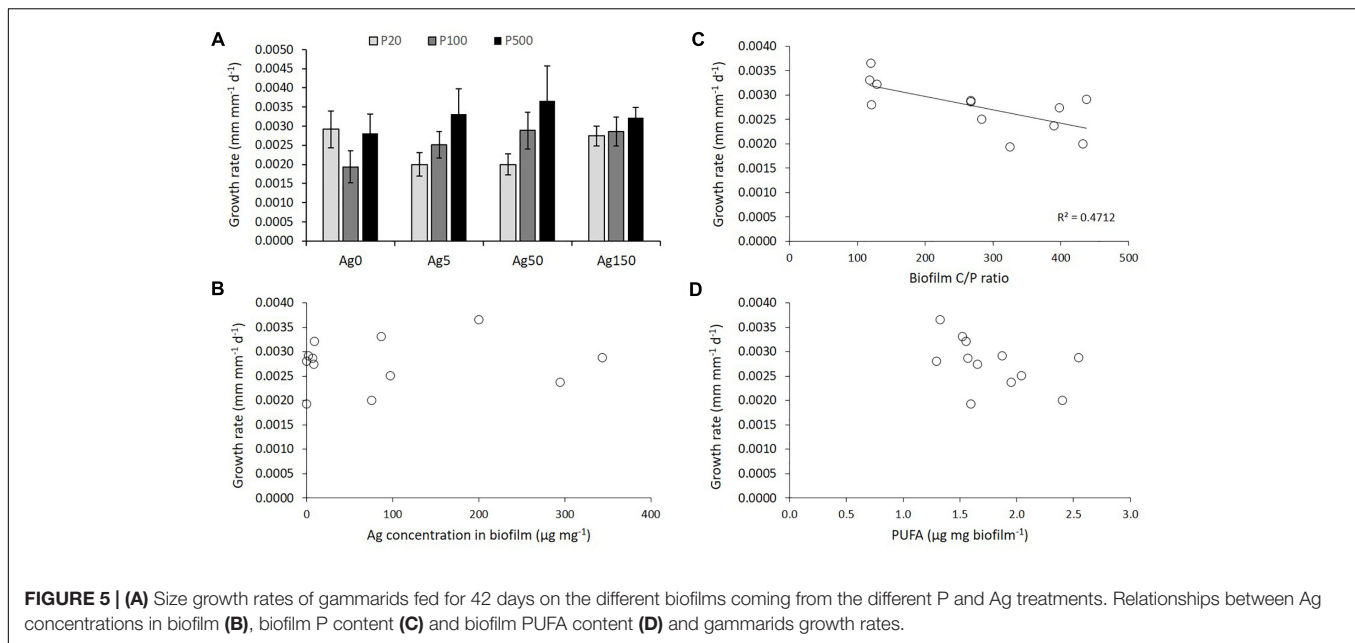 A
P20 P100 P500
Growth rate (mm mm⁻¹ d⁻¹)
0.0050
0.0045
0.0040
0.0035
0.0030
0.0025
0.0020
0.0015
0.0010
0.0005
0.0000
Ag0 Ag5 Ag50 Ag150
C
Growth rate (mm mm⁻¹ d⁻¹)
0.0040
0.0035
0.0030
0.0025
0.0020
0.0015
0.0010
0.0005
0.0000
R² = 0.4712
0 100 200 300 400 500
Biofilm C/P ratio
B
Growth rate (mm mm⁻¹ d⁻¹)
0.0040
0.0035
0.0030
0.0025
0.0020
0.0015
0.0010
0.0005
0.0000
0 100 200 300 400
Ag concentration in biofilm (µg mg⁻¹)
D
Growth rate (mm mm⁻¹ d⁻¹)
0.0040
0.0035
0.0030
0.0025
0.0020
0.0015
0.0010
0.0005
0.0000
0.0 0.5 1.0 1.5 2.0 2.5 3.0
PUFA (µg mg biofilm⁻¹)
FIGURE 5 | (A) Size growth rates of gammarids fed for 42 days on the different biofilms coming from the different P and Ag treatments. Relationships between Ag
concentrations in biofilm (B), biofilm P content (C) and biofilm PUFA content (D) and gammarids growth rates.